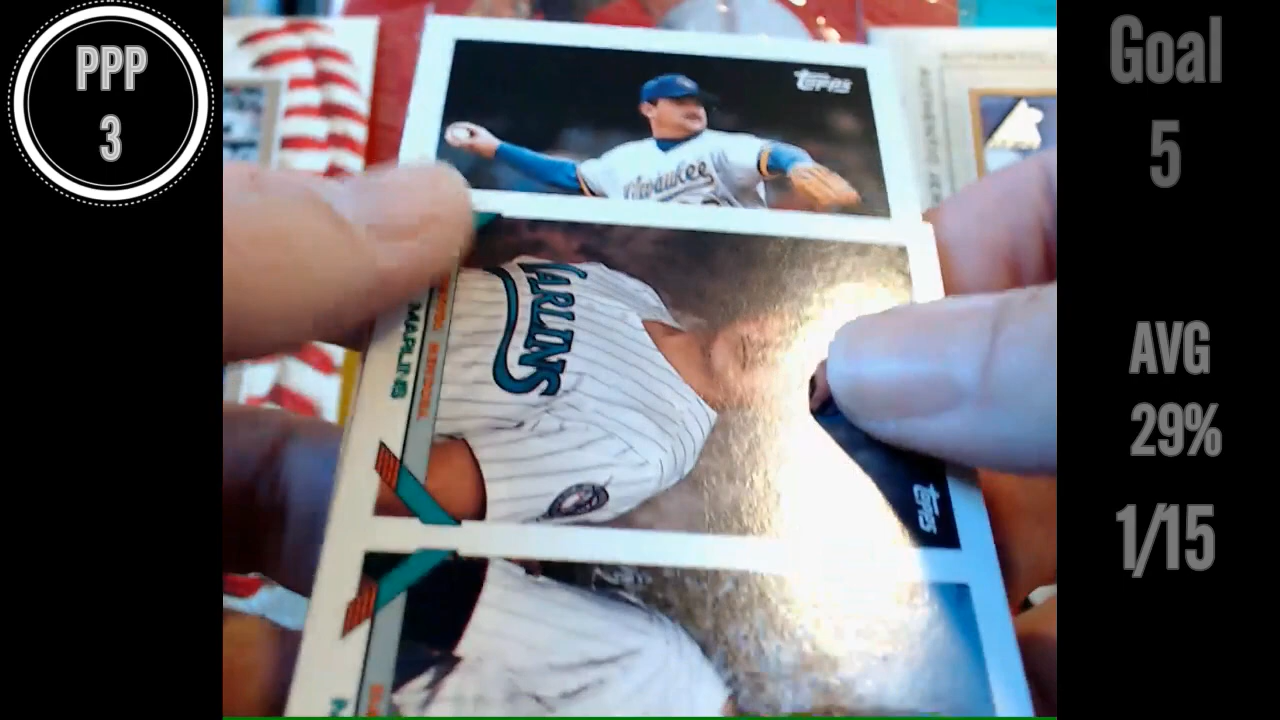 PPP
3
Goal
5
AVG
29%
1/15
Topps
Milwaukee
MARLINS
MARLINS
Topps